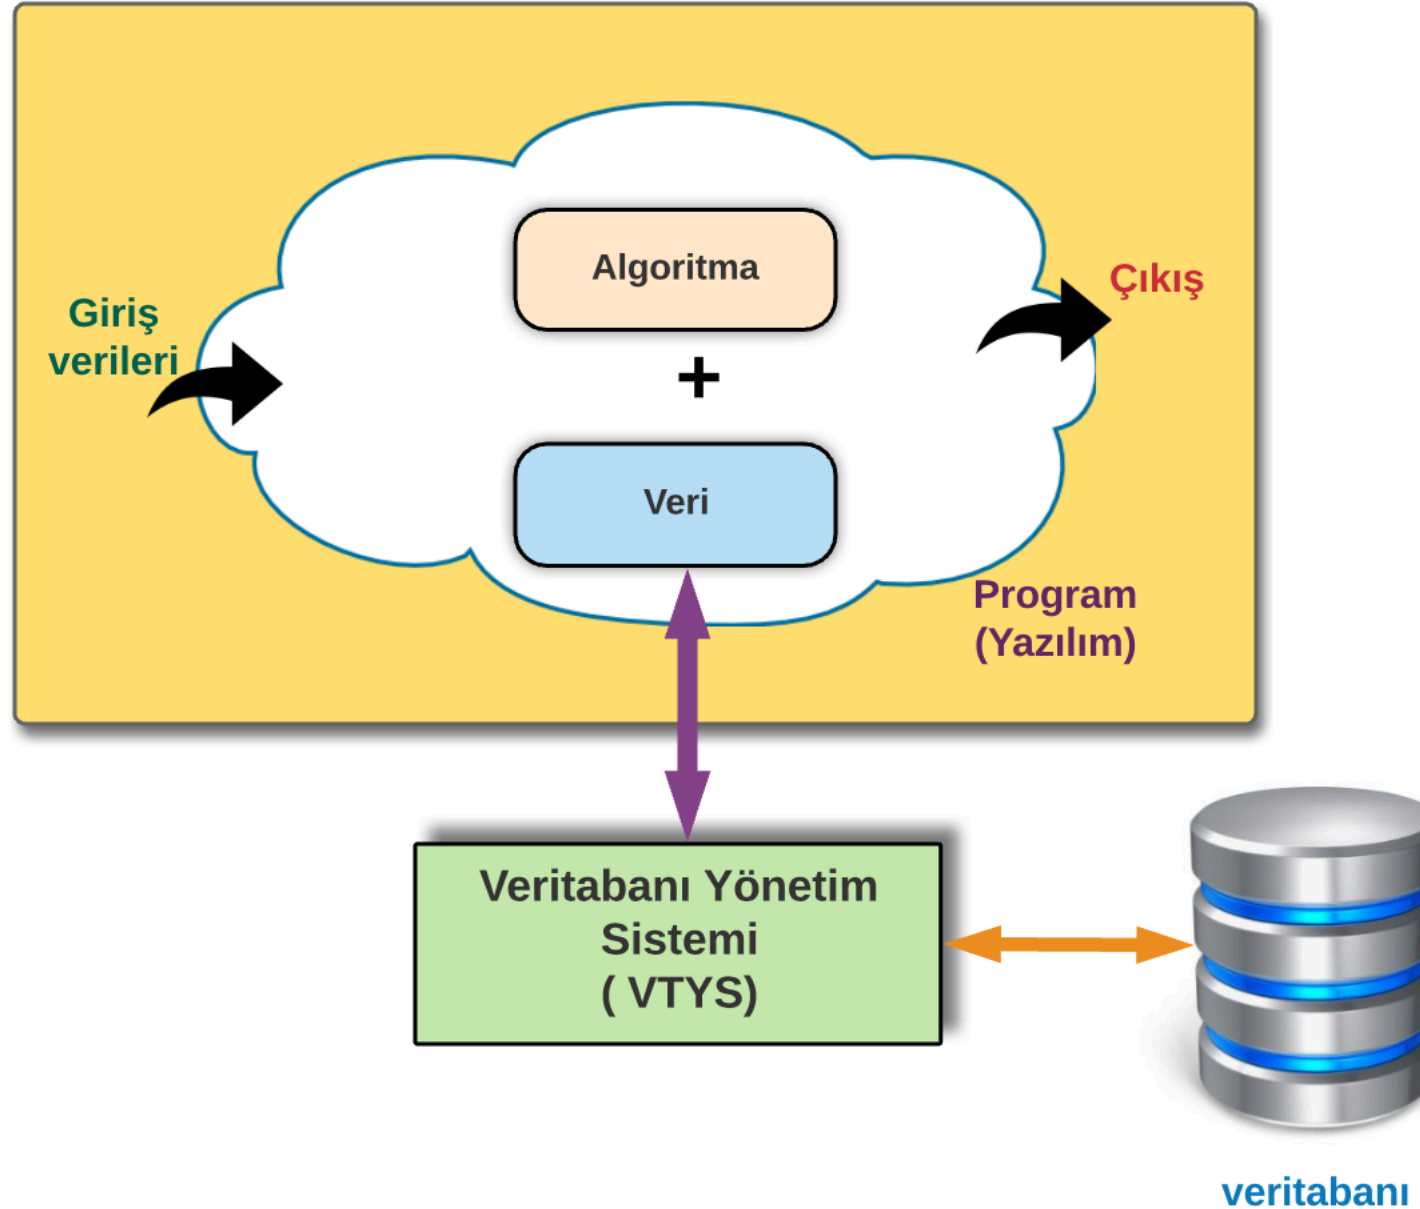 Algoritma
Giriş
verileri
Çıkış
+
Veri
Program
(Yazılım)
Veritabanı Yönetim
Sistemi
( VTYS)
veritabanı